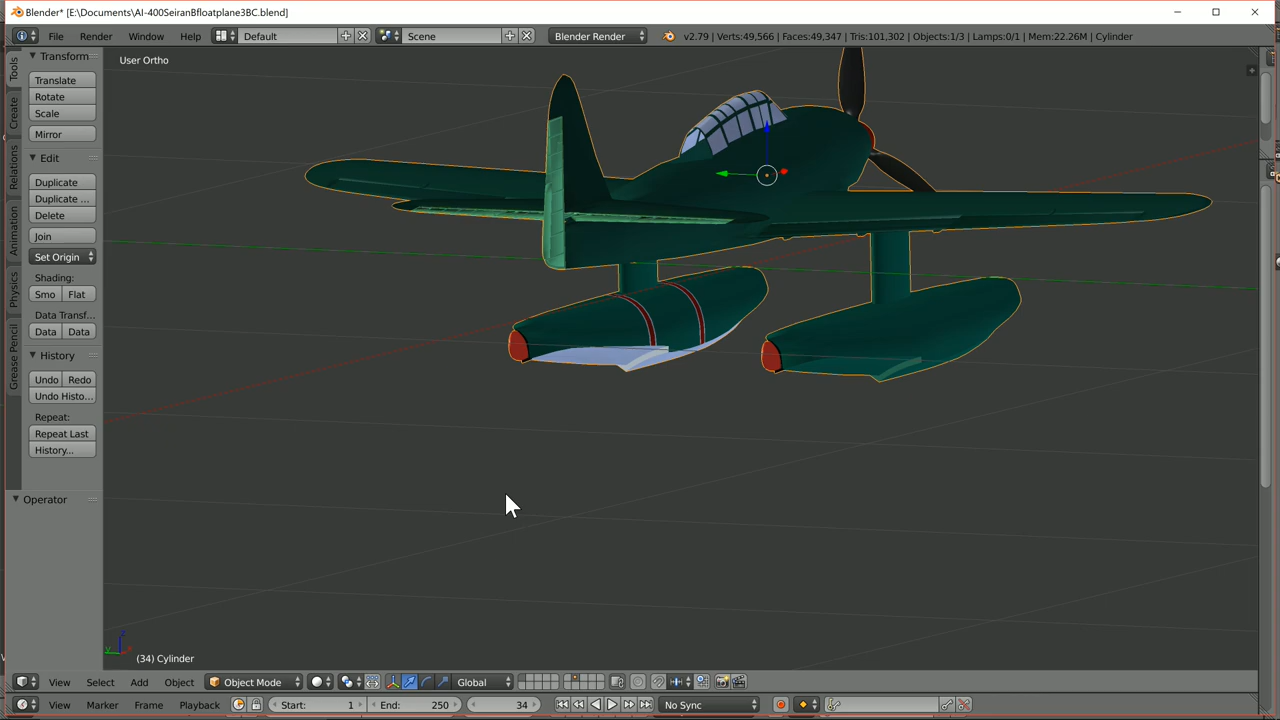 Blender* [E:\Documents\AI-400SeiranBfloatplane3BC.blend]
File Render Window Help Default Scene Blender Render v2.79 | Verts:49,566 | Faces:49,347 | Tris:101,302 | Objects:1/3 | Lamps:0/1 | Mem:22.26M | Cylinder
Tools
Create
Relations
Animation
Physics
Grease Pencil
Transform
Translate
Rotate
Scale
Mirror
Edit
Duplicate
Duplicate ...
Delete
Join
Set Origin
Shading:
Smo Flat
Data Transf...
Data Data
History
Undo Redo
Undo Histo...
Repeat:
Repeat Last
History...
Operator
User Ortho
z
y x
(34) Cylinder
View Select Add Object Object Mode Global
View Marker Frame Playback Start: 1 End: 250 34 No Sync